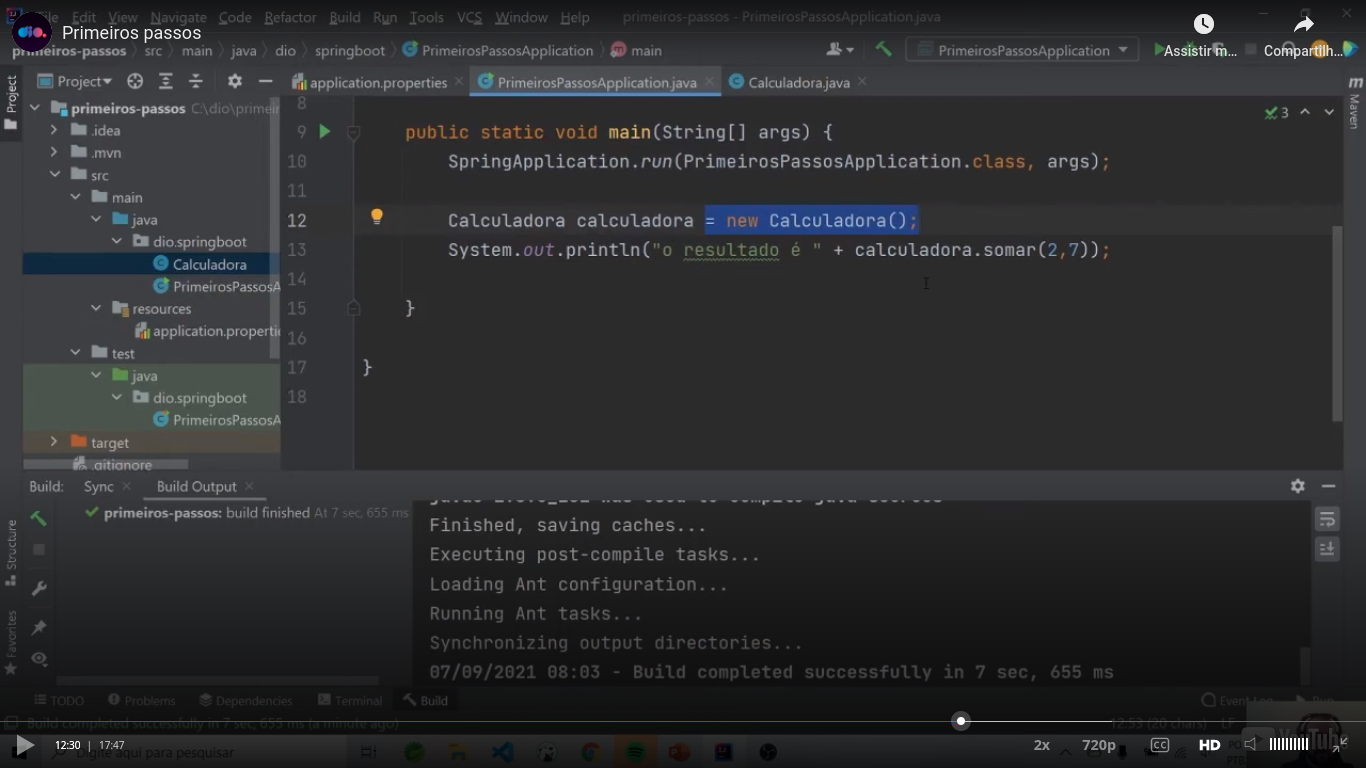 File Edit View Navigate Code Refactor Build Run Tools VCS Window Help primeiros-passos - PrimeirosPassosApplication.java
dio. Primeiros passos
primeiros-passos src main java dio springboot PrimeirosPassosApplication main PrimeirosPassosApplication
Assistir m... Compartilh...
Project application.properties PrimeirosPassosApplication.java Calculadora.java
Project
Maven
primeiros-passos C:\dio\primeir
.idea
.mvn
src
main
java
dio.springboot
Calculadora
PrimeirosPassosA
resources
application.propertie
test
java
dio.springboot
PrimeirosPassosA
target
.gitignore
8
9 public static void main(String[] args) {
10 SpringApplication.run(PrimeirosPassosApplication.class, args);
11
12 Calculadora calculadora = new Calculadora();
13 System.out.println("o resultado é " + calculadora.somar(2,7));
14
15 }
16
17 }
18
3
Build: Sync Build Output
primeiros-passos: build finished At 7 sec, 655 ms
Finished, saving caches...
Executing post-compile tasks...
Loading Ant configuration...
Running Ant tasks...
Synchronizing output directories...
07/09/2021 08:03 - Build completed successfully in 7 sec, 655 ms
Structure
Favorites
TODO Problems Dependencies Terminal Build Event Log Run
Build completed successfully in 7 sec, 655 ms (a minute ago) 12:53 (20 chars) LF
12:30 | 17:47 2x 720p CC HD
Digite aqui para pesquisar
YouTube